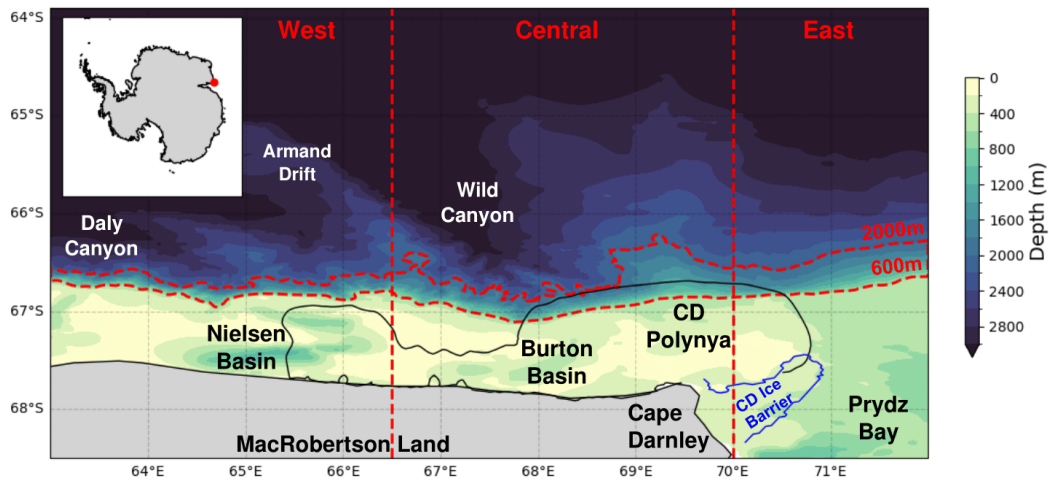 West
Central
East
64°S
65°S
66°S
67°S
68°S
Armand
Drift
Wild
Canyon
Daly
Canyon
2000m
600m
Nielsen
Basin
Burton
Basin
CD
Polynya
CD Ice
Barrier
Cape
Darnley
Prydz
Bay
MacRobertson Land
64°E
65°E
66°E
67°E
68°E
69°E
70°E
71°E
0
400
800
1200
1600
2000
2400
2800
Depth (m)